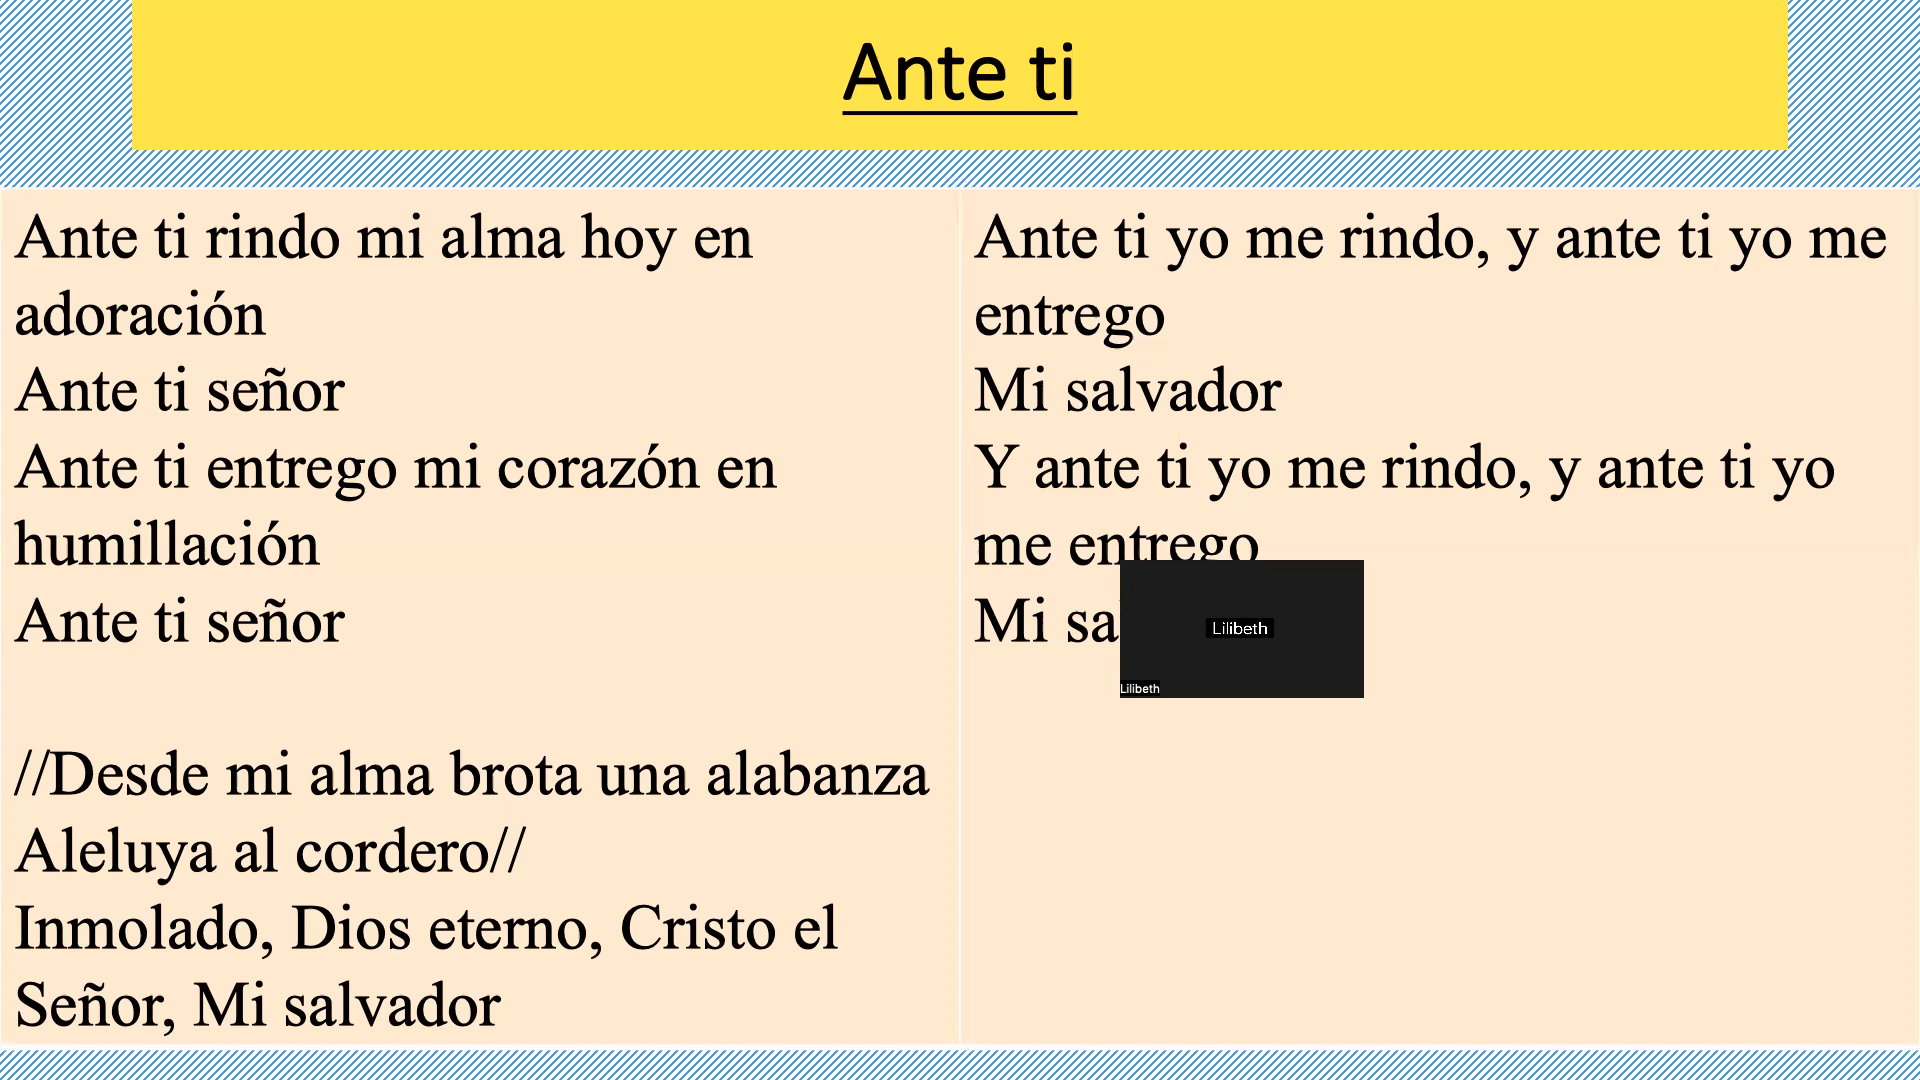 Ante ti
Ante ti rindo mi alma hoy en
adoración
Ante ti señor
Ante ti entrego mi corazón en
humillación
Ante ti señor
//Desde mi alma brota una alabanza
Aleluya al cordero//
Inmolado, Dios eterno, Cristo el
Señor, Mi salvador
Ante ti yo me rindo, y ante ti yo me
entrego
Mi salvador
Y ante ti yo me rindo, y ante ti yo
me entrego
Mi
Lilibeth
Lilibeth